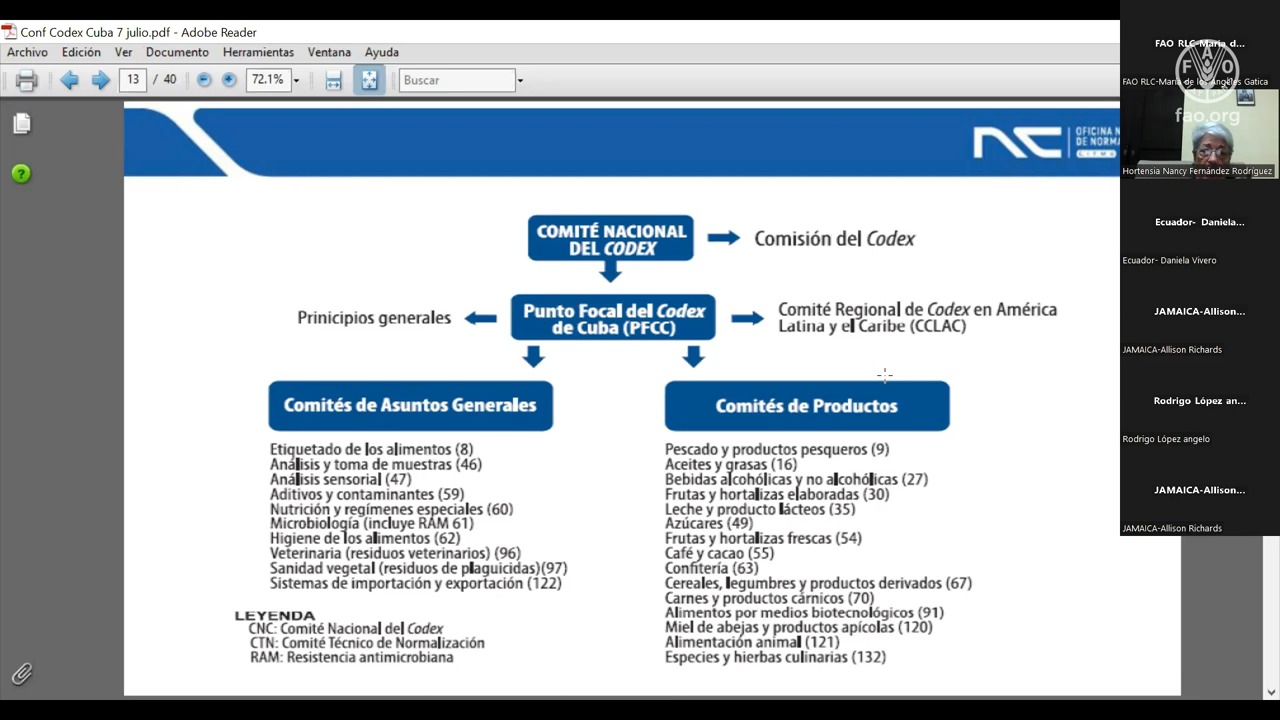 Conf Codex Cuba 7 julio.pdf - Adobe Reader
Archivo Edición Ver Documento Herramientas Ventana Ayuda
13 / 40 72.1% Buscar
NC OFICINA N
DE NORMA
CITMA
COMITÉ NACIONAL
DEL CODEX
Comisión del Codex
Prinicipios generales
Punto Focal del Codex
de Cuba (PFCC)
Comité Regional de Codex en América
Latina y el Caribe (CCLAC)
Comités de Asuntos Generales
Etiquetado de los alimentos (8)
Análisis y toma de muestras (46)
Análisis sensorial (47)
Aditivos y contaminantes (59)
Nutrición y regímenes especiales (60)
Microbiología (incluye RAM 61)
Higiene de los alimentos (62)
Veterinaria (residuos veterinarios) (96)
Sanidad vegetal (residuos de plaguicidas)(97)
Sistemas de importación y exportación (122)
Comités de Productos
Pescado y productos pesqueros (9)
Aceites y grasas (16)
Bebidas alcohólicas y no alcohólicas (27)
Frutas y hortalizas elaboradas (30)
Leche y producto lácteos (35)
Azúcares (49)
Frutas y hortalizas frescas (54)
Café y cacao (55)
Confitería (63)
Cereales, legumbres y productos derivados (67)
Carnes y productos cárnicos (70)
Alimentos por medios biotecnológicos (91)
Miel de abejas y productos apícolas (120)
Alimentación animal (121)
Especies y hierbas culinarias (132)
LEYENDA
CNC: Comité Nacional del Codex
CTN: Comité Técnico de Normalización
RAM: Resistencia antimicrobiana
FAO RLC-Maria d...
FAO RLC-Maria de los Angeles Gatica
FAO
fao.org
Hortensia Nancy Fernández Rodríguez
Ecuador- Daniela...
Ecuador- Daniela Vivero
JAMAICA-Allison...
JAMAICA-Allison Richards
Rodrigo López an...
Rodrigo López angelo
JAMAICA-Allison...
JAMAICA-Allison Richards